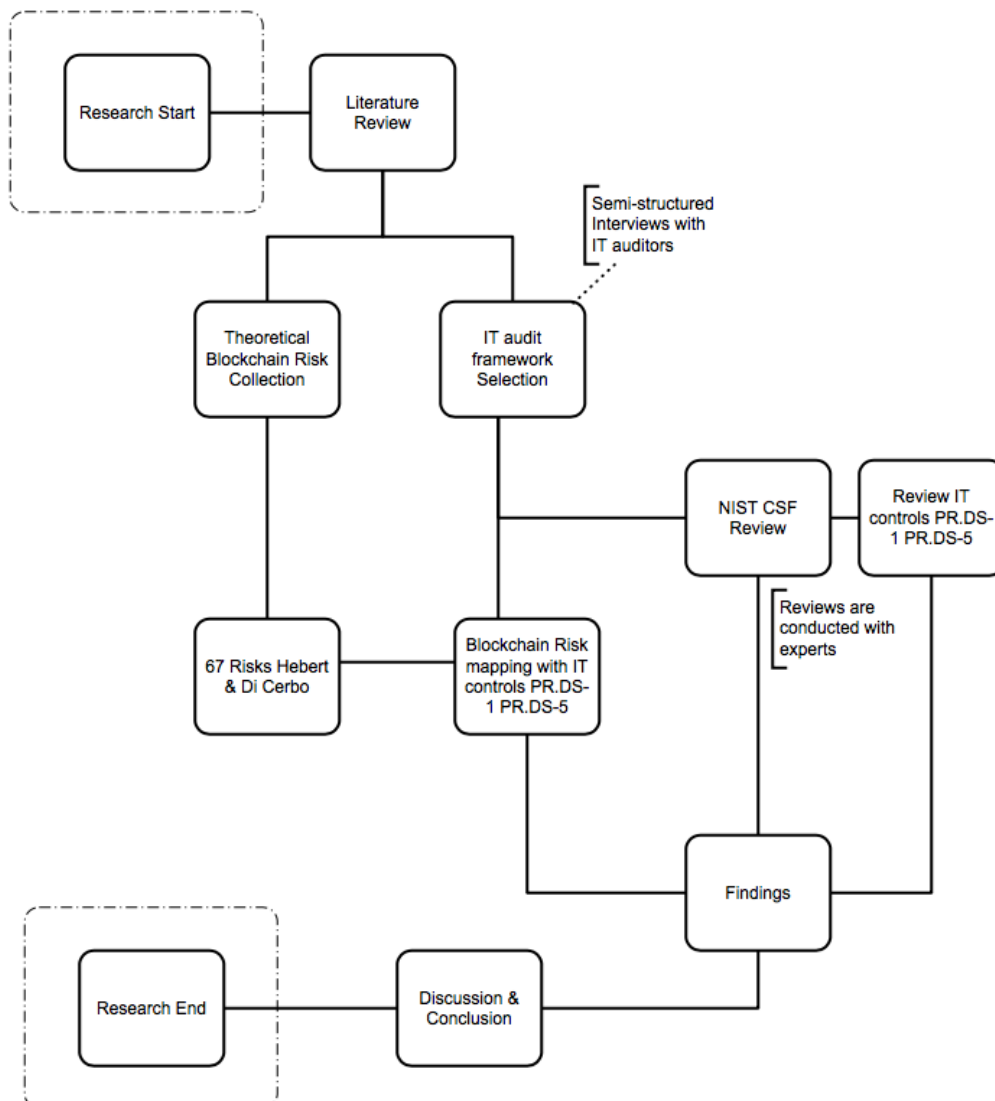 Research Start
Literature
Review
Semi-structured
Interviews with
IT auditors
Theoretical
Blockchain Risk
Collection
IT audit
framework
Selection
NIST CSF
Review
Review IT
controls PR.DS-
1 PR.DS-5
Reviews are
conducted with
experts
67 Risks Hebert
& Di Cerbo
Blockchain Risk
mapping with IT
controls PR.DS-
1 PR.DS-5
Findings
Research End
Discussion &
Conclusion